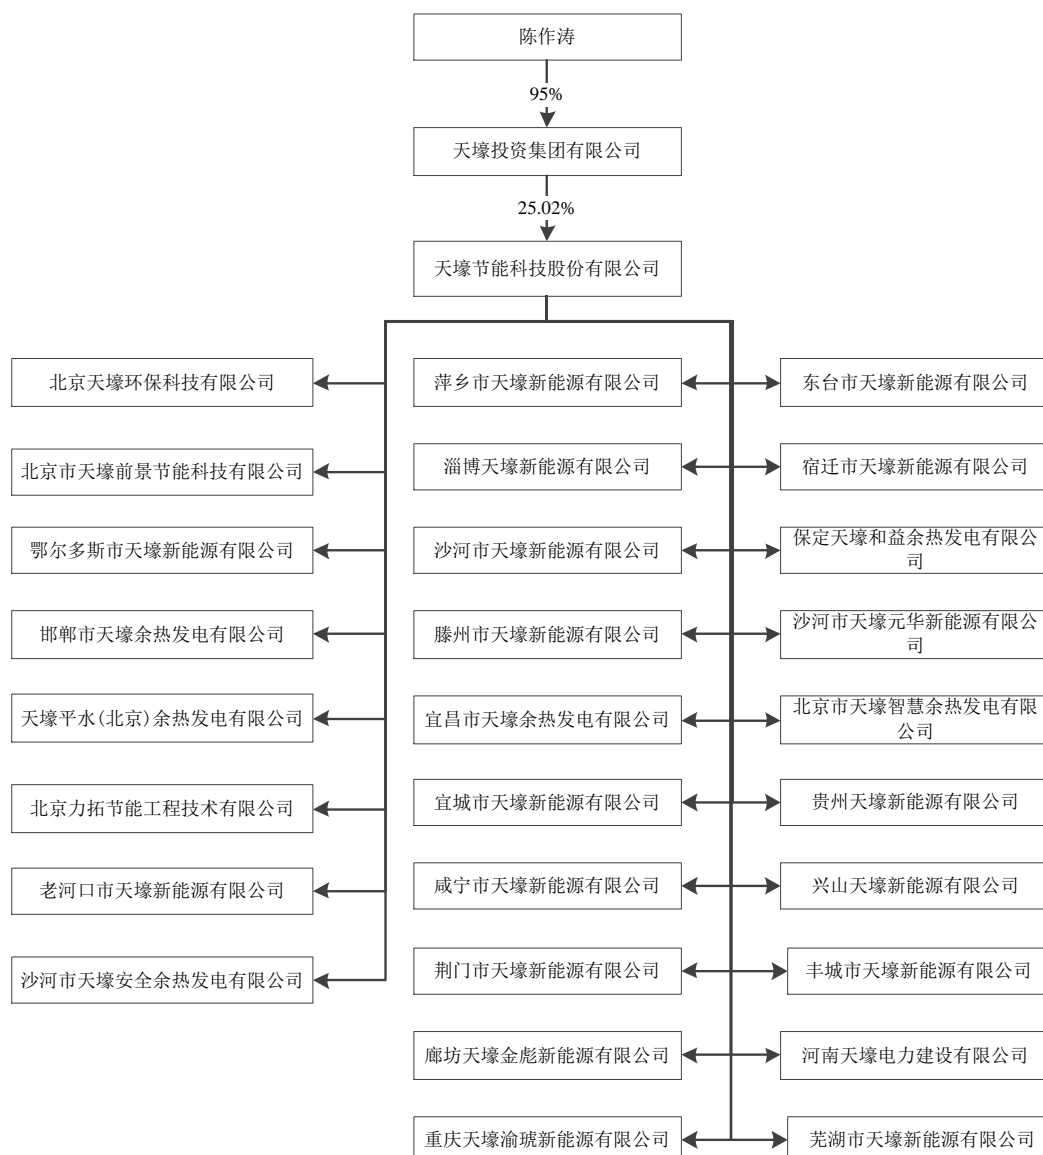 陈作涛
95%
天壕投资集团有限公司
25.02%
天壕节能科技股份有限公司
北京天壕环保科技有限公司
萍乡市天壕新能源有限公司
东台市天壕新能源有限公司
北京市天壕前景节能科技有限公司
淄博天壕新能源有限公司
宿迁市天壕新能源有限公司
鄂尔多斯市天壕新能源有限公司
沙河市天壕新能源有限公司
保定天壕和益余热发电有限公
司
邯郸市天壕余热发电有限公司
滕州市天壕新能源有限公司
沙河市天壕元华新能源有限公
司
天壕平水(北京)余热发电有限公司
宜昌市天壕余热发电有限公司
北京市天壕智慧余热发电有限
公司
北京力拓节能工程技术有限公司
宜城市天壕新能源有限公司
贵州天壕新能源有限公司
老河口市天壕新能源有限公司
咸宁市天壕新能源有限公司
兴山天壕新能源有限公司
沙河市天壕安全余热发电有限公司
荆门市天壕新能源有限公司
丰城市天壕新能源有限公司
廊坊天壕金彪新能源有限公司
河南天壕电力建设有限公司
重庆天壕渝琥新能源有限公司
芜湖市天壕新能源有限公司